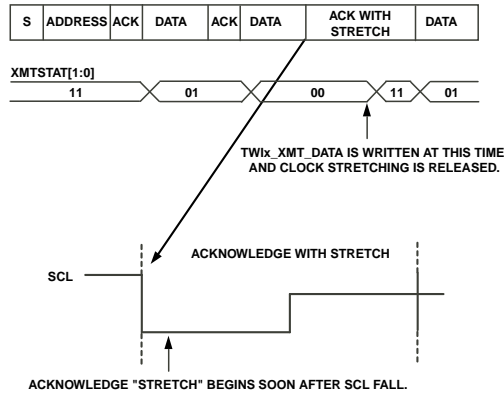 S ADDRESS ACK DATA ACK DATA ACK WITH STRETCH DATA
XMTSTAT[1:0]
11 01 00 11 01
TWIx_XMT_DATA IS WRITTEN AT THIS TIME
AND CLOCK STRETCHING IS RELEASED.
ACKNOWLEDGE WITH STRETCH
SCL
ACKNOWLEDGE "STRETCH" BEGINS SOON AFTER SCL FALL.